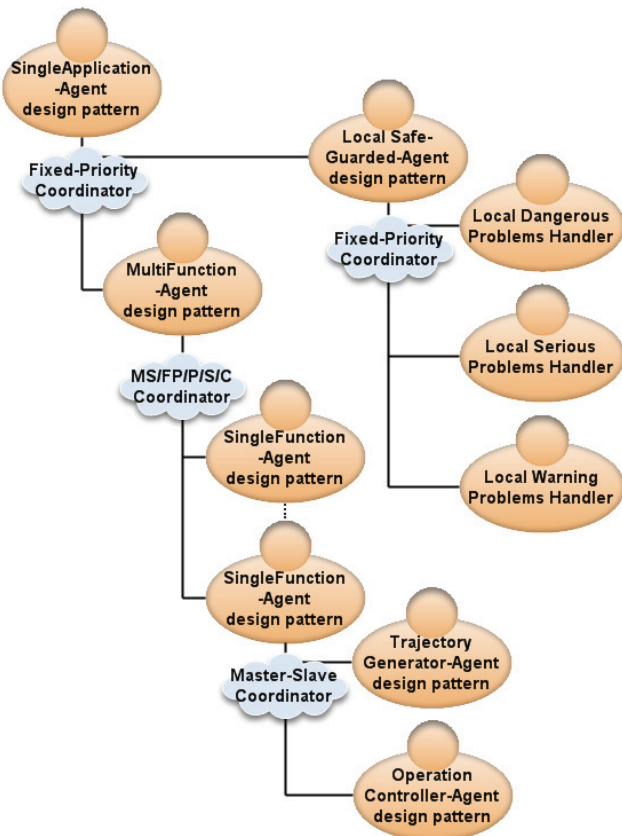 SingleApplication
-Agent
design pattern
Fixed-Priority
Coordinator
Local Safe-
Guarded-Agent
design pattern
Fixed-Priority
Coordinator
Local Dangerous
Problems Handler
MultiFunction
-Agent
design pattern
Local Serious
Problems Handler
MS/FP/P/S/C
Coordinator
SingleFunction
-Agent
design pattern
Local Warning
Problems Handler
SingleFunction
-Agent
design pattern
Master-Slave
Coordinator
Trajectory
Generator-Agent
design pattern
Operation
Controller-Agent
design pattern